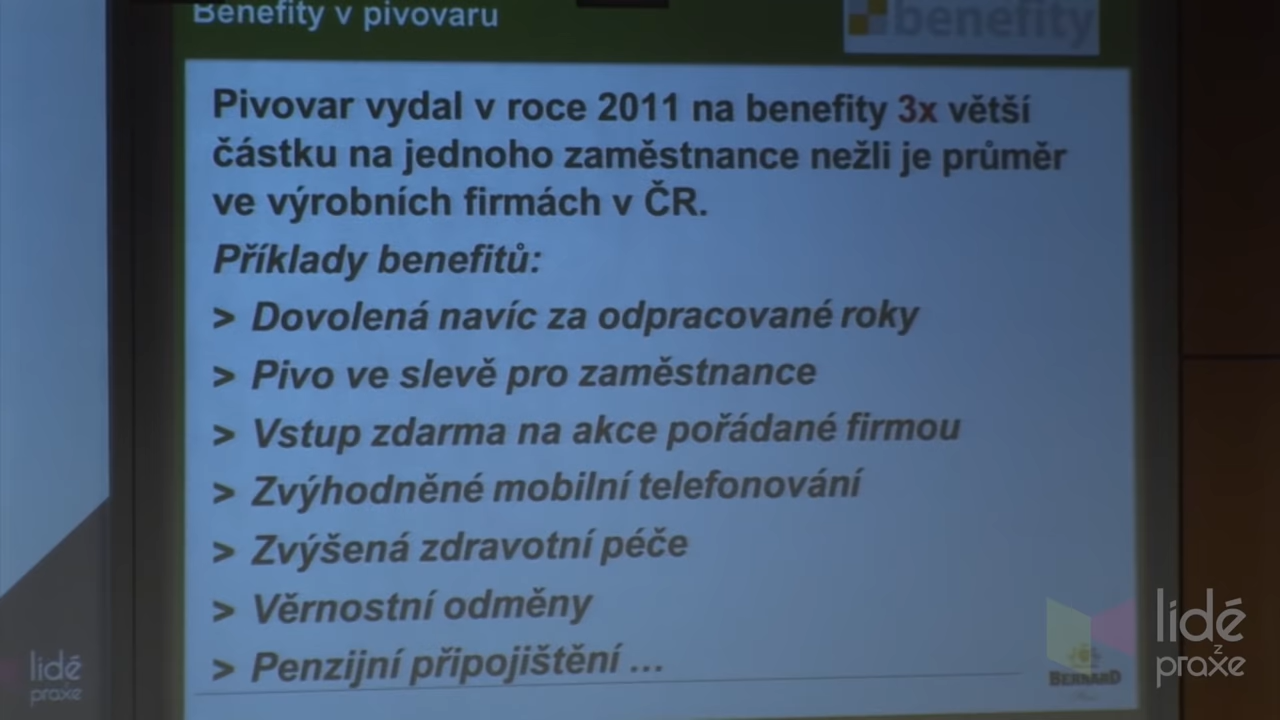 Benefity v pivovaru
benefity
Pivovar vydal v roce 2011 na benefity 3x větší
částku na jednoho zaměstnance nežli je průměr
ve výrobních firmách v ČR.
Příklady benefitů:
> Dovolená navíc za odpracované roky
> Pivo ve slevě pro zaměstnance
> Vstup zdarma na akce pořádané firmou
> Zvýhodněné mobilní telefonování
> Zvýšená zdravotní péče
> Věrnostní odměny
> Penzijní připojištění ...
BERNARD
lidé
praxe
lidé
z
praxe